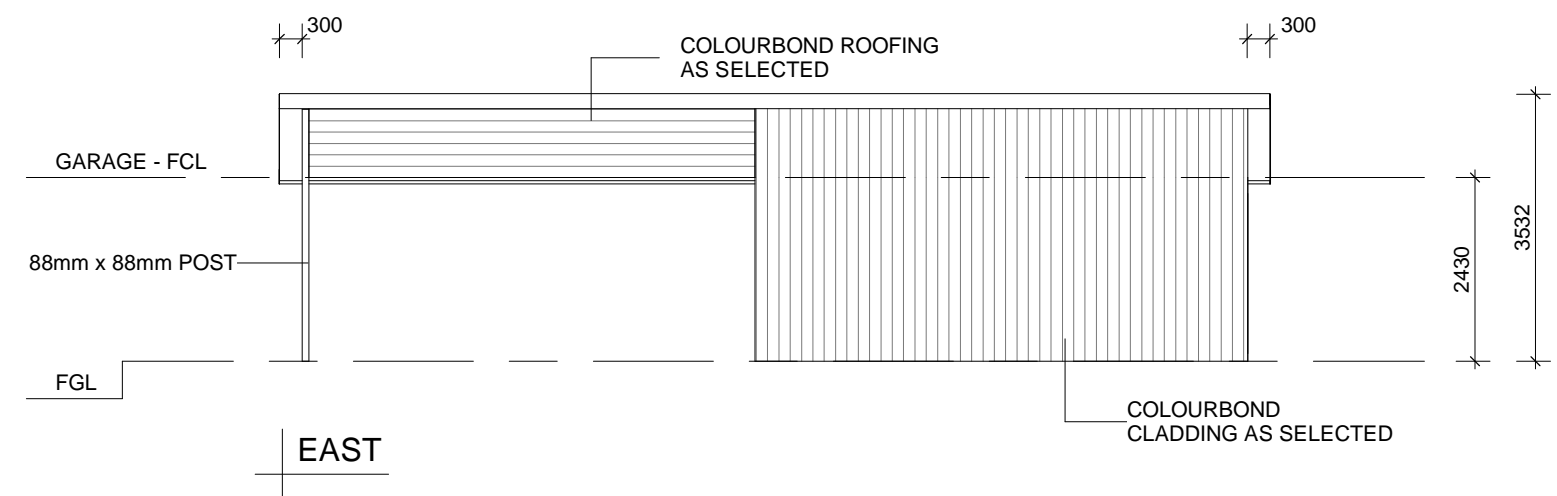 300
300
COLOURBOND ROOFING
AS SELECTED
GARAGE - FCL
88mm x 88mm POST
2430
3532
FGL
COLOURBOND
CLADDING AS SELECTED
EAST